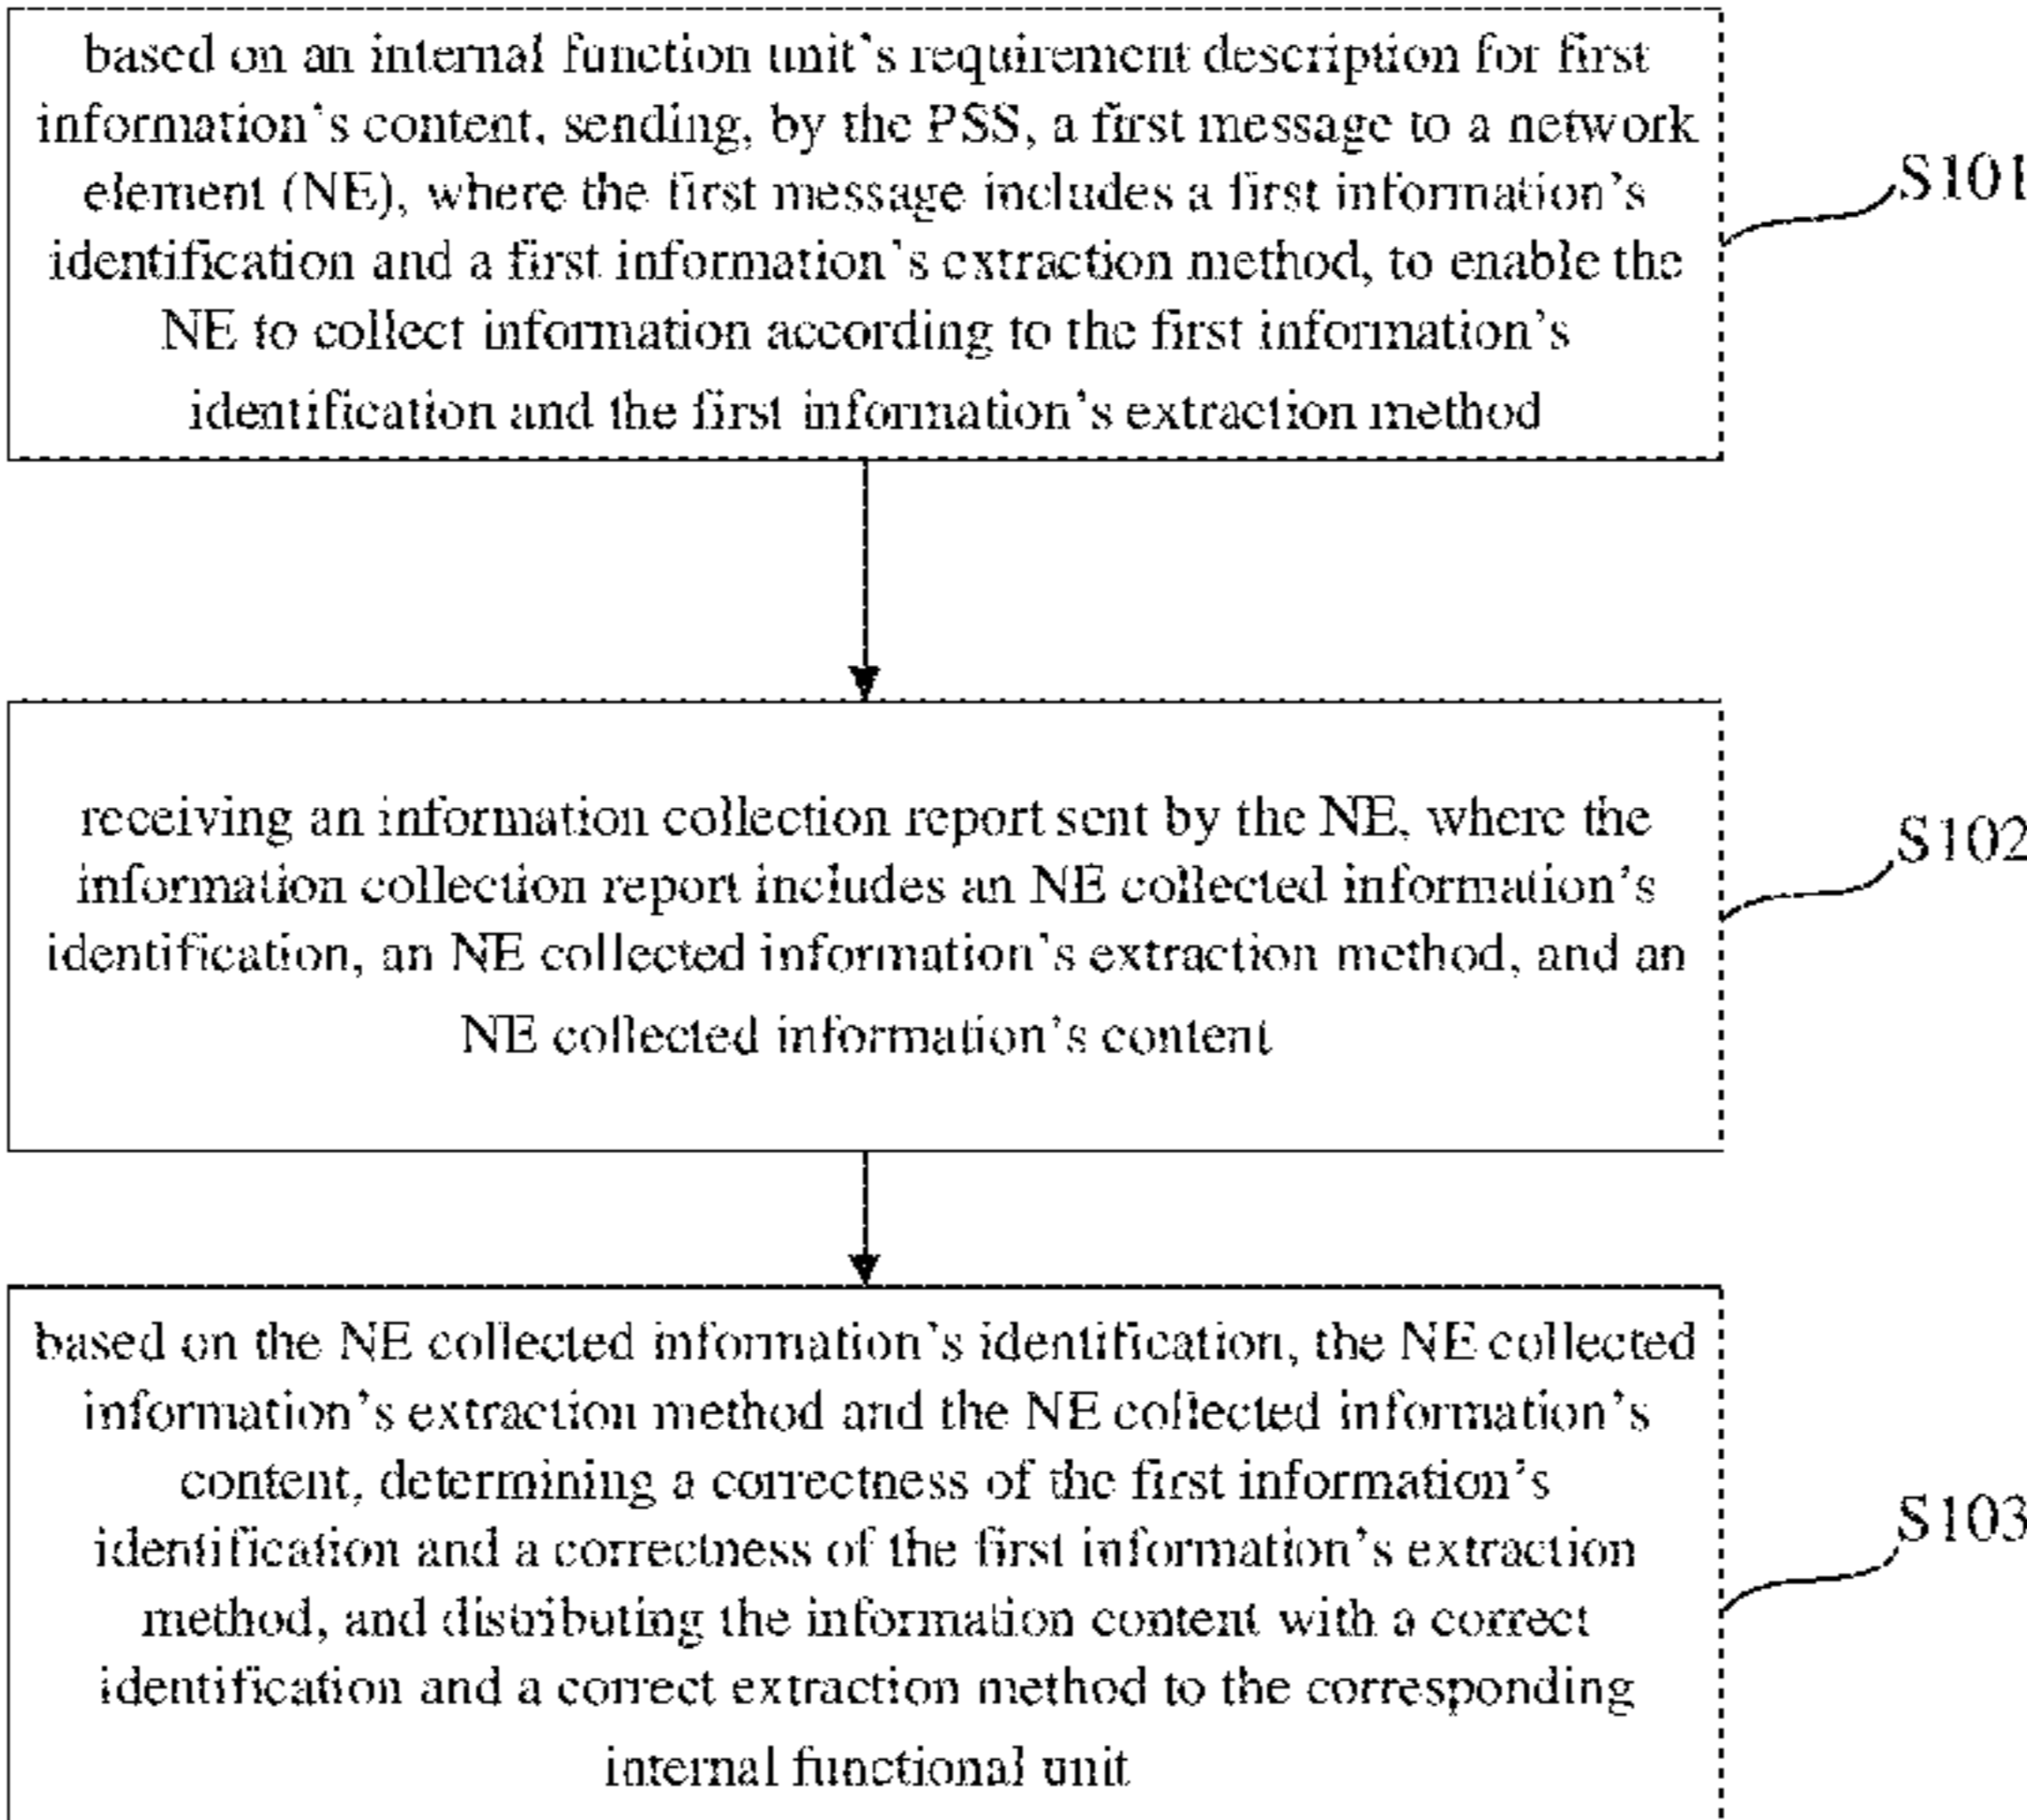 based on an internal function unit's requirement description for first
information's content, sending, by the PSS, a first message to a network
element (NE), where the first message includes a first information's
identification and a first information's extraction method, to enable the
NE to collect information according to the first information's
identification and the first information's extraction method
S101
receiving an information collection report sent by the NE, where the
information collection report includes an NE collected information's
identification, an NE collected information's extraction method, and an
NE collected information's content
S102
based on the NE collected information's identification, the NE collected
information's extraction method and the NE collected information's
content, determining a correctness of the first information's
identification and a correctness of the first information's extraction
method, and distributing the information content with a correct
identification and a correct extraction method to the corresponding
internal functional unit
S103